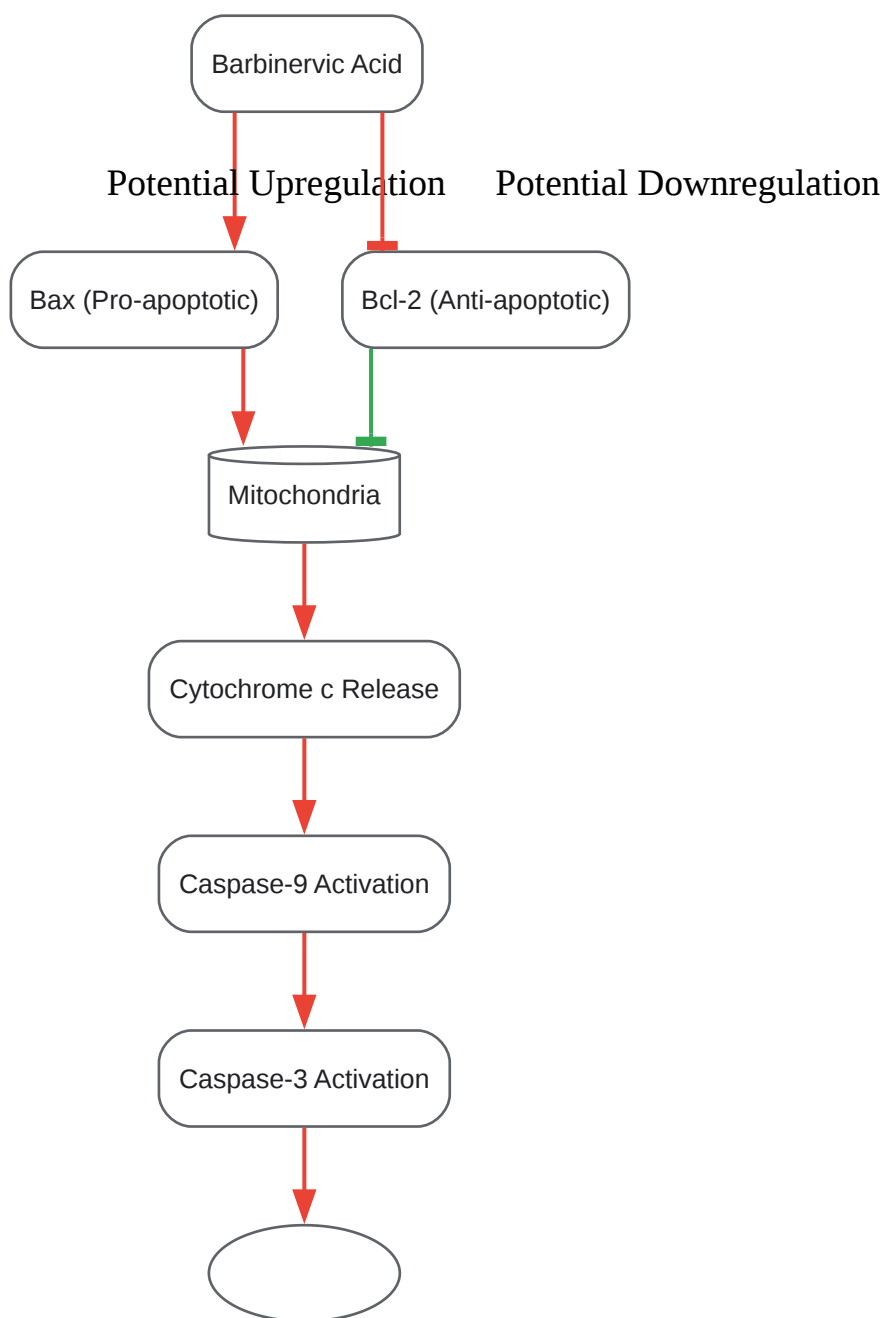 Barbinervic Acid
Potential Upregulation
Potential Downregulation
Bax (Pro-apoptotic)
Bcl-2 (Anti-apoptotic)
Mitochondria
Cytochrome c Release
Caspase-9 Activation
Caspase-3 Activation